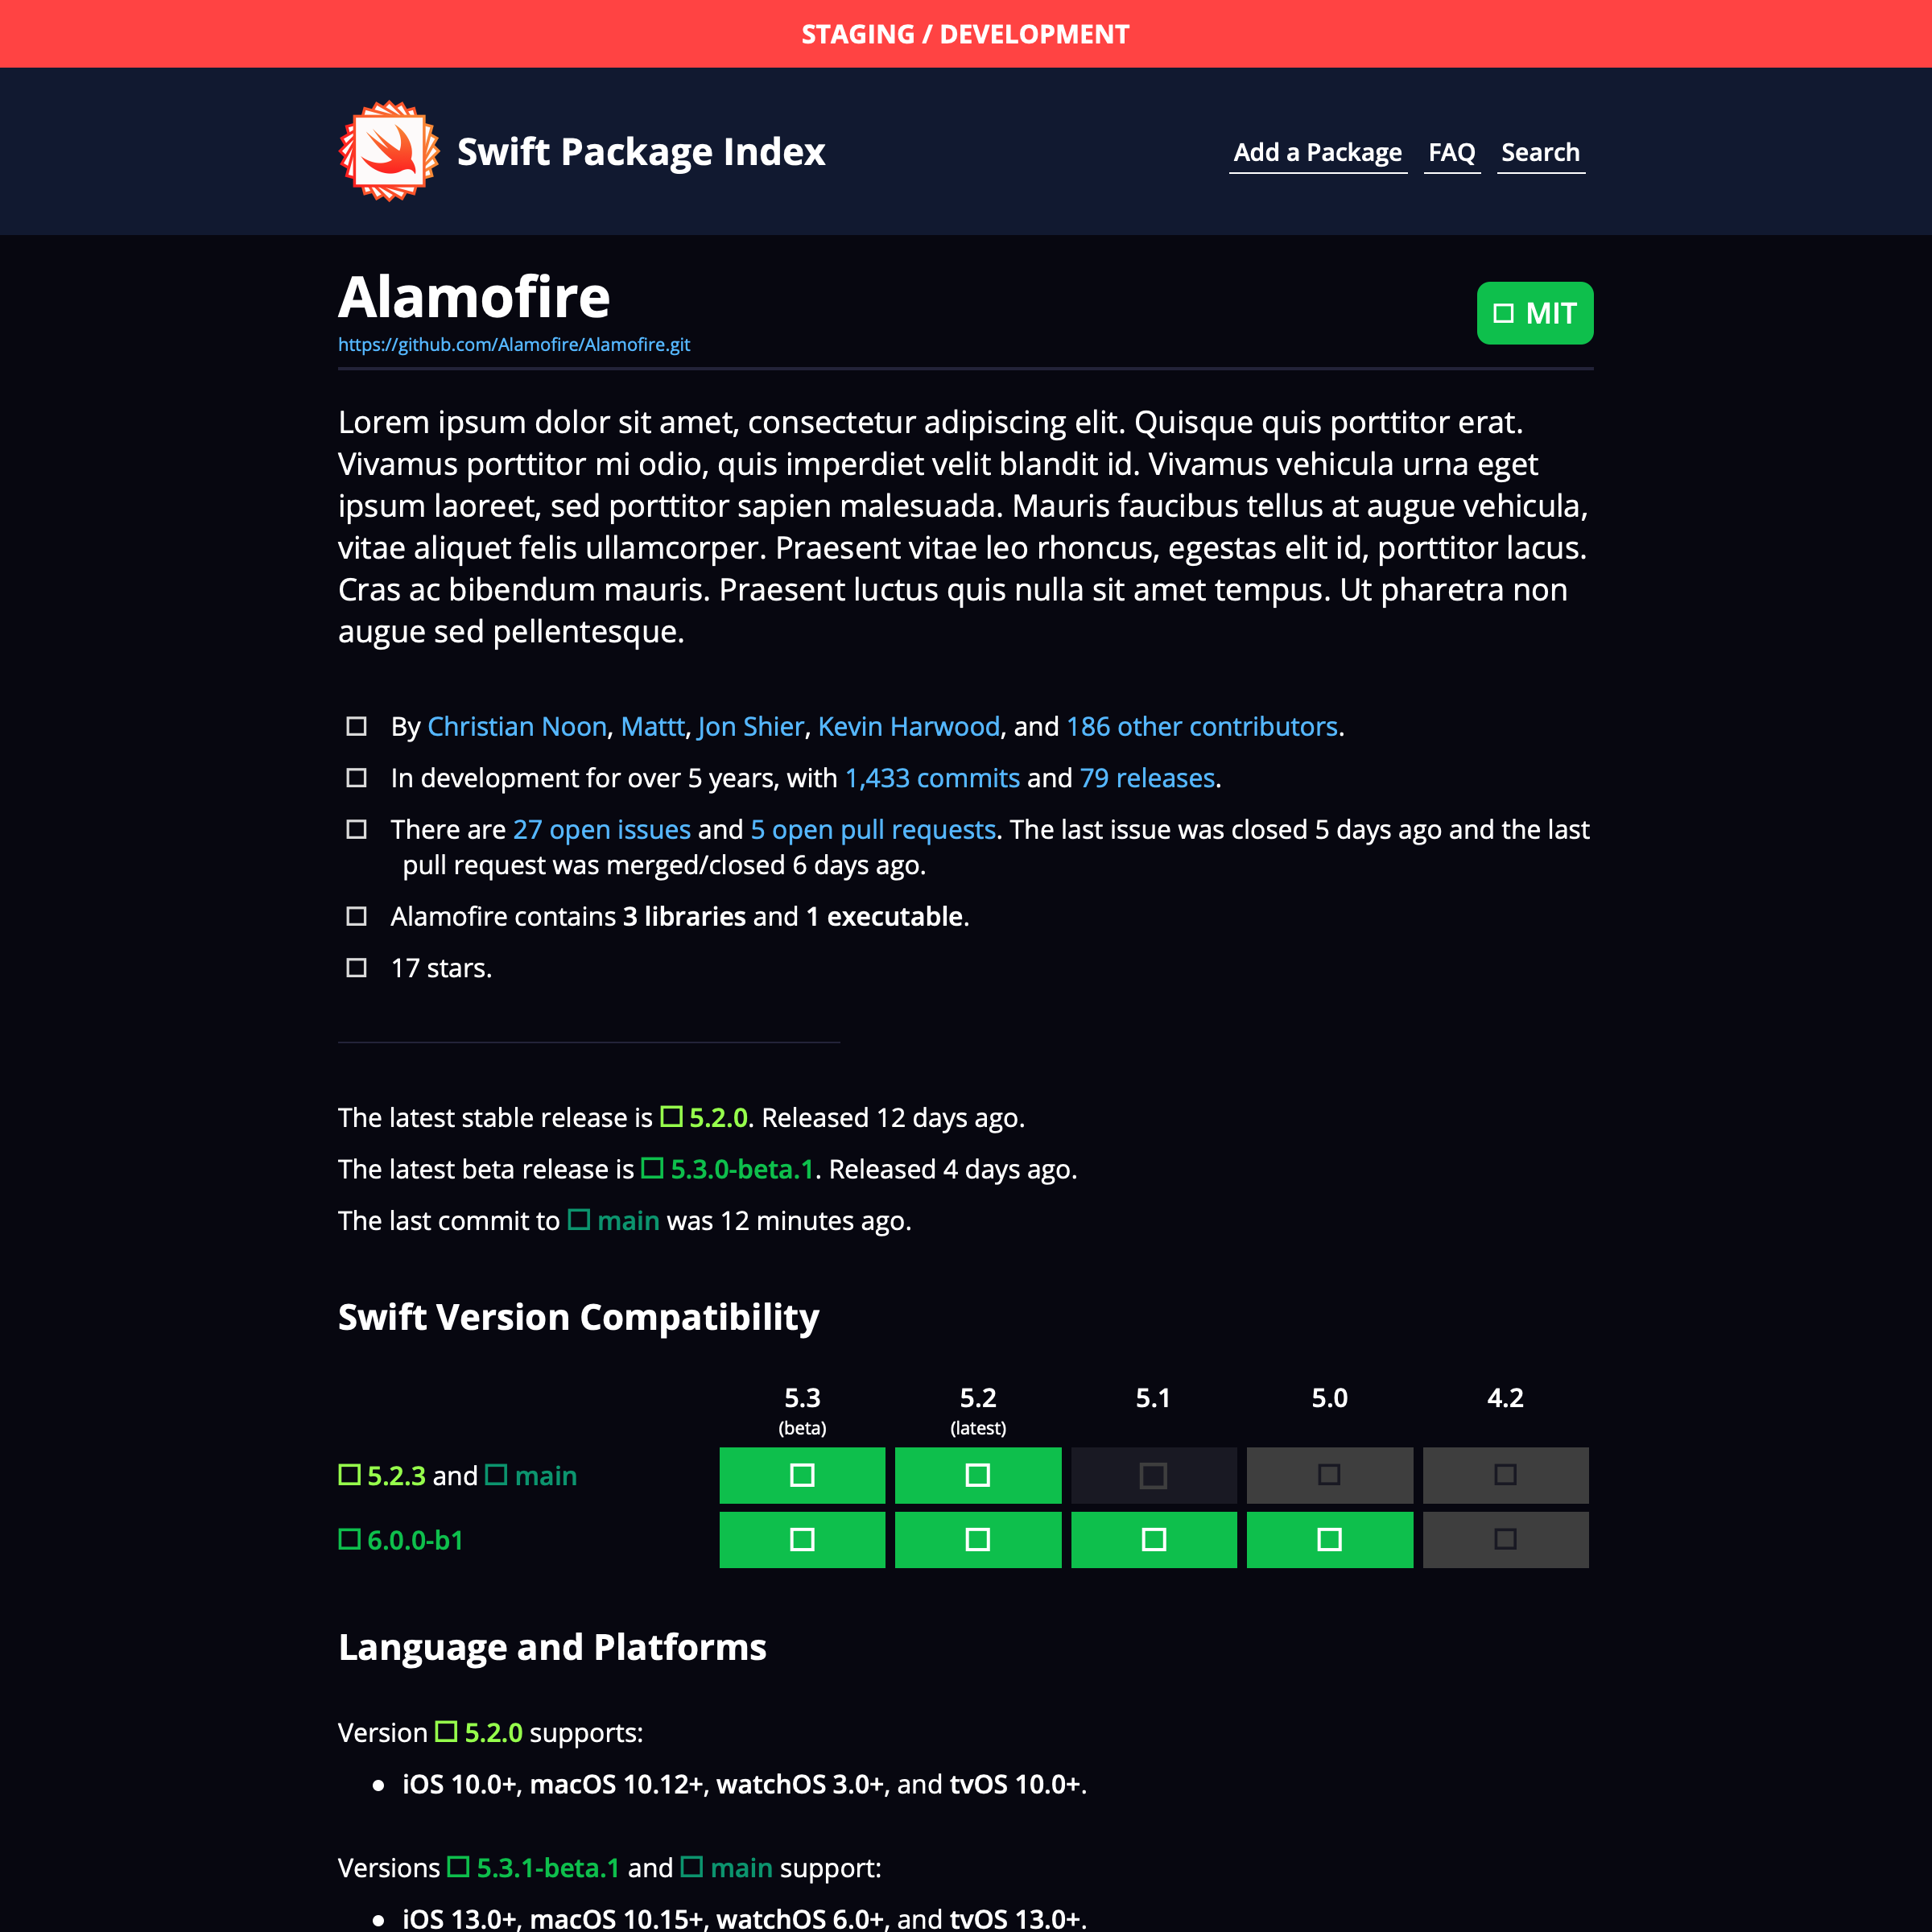 STAGING / DEVELOPMENT
Swift Package Index
Add a Package FAQ Search
Alamofire
MIT
https://github.com/Alamofire/Alamofire.git
Lorem ipsum dolor sit amet, consectetur adipiscing elit. Quisque quis porttitor erat.
Vivamus porttitor mi odio, quis imperdiet velit blandit id. Vivamus vehicula urna eget
ipsum laoreet, sed porttitor sapien malesuada. Mauris faucibus tellus at augue vehicula,
vitae aliquet felis ullamcorper. Praesent vitae leo rhoncus, egestas elit id, porttitor lacus.
Cras ac bibendum mauris. Praesent luctus quis nulla sit amet tempus. Ut pharetra non
augue sed pellentesque.
By Christian Noon, Mattt, Jon Shier, Kevin Harwood, and 186 other contributors.
In development for over 5 years, with 1,433 commits and 79 releases.
There are 27 open issues and 5 open pull requests. The last issue was closed 5 days ago and the last
pull request was merged/closed 6 days ago.
Alamofire contains 3 libraries and 1 executable.
17 stars.
The latest stable release is 5.2.0. Released 12 days ago.
The latest beta release is 5.3.0-beta.1. Released 4 days ago.
The last commit to main was 12 minutes ago.
Swift Version Compatibility
5.3 5.2 5.1 5.0 4.2
(beta) (latest)
5.2.3 and main
6.0.0-b1
Language and Platforms
Version 5.2.0 supports:
• iOS 10.0+, macOS 10.12+, watchOS 3.0+, and tvOS 10.0+.
Versions 5.3.1-beta.1 and main support:
• iOS 13.0+, macOS 10.15+, watchOS 6.0+, and tvOS 13.0+.